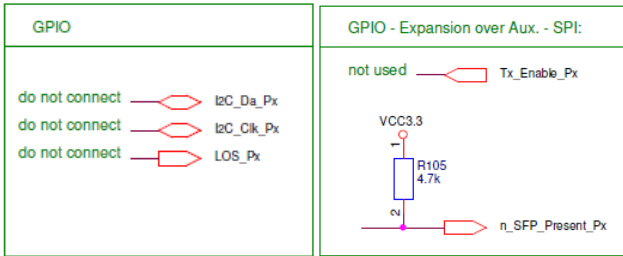 GPIO
do not connect I2C_Da_Px
do not connect I2C_Clk_Px
do not connect LOS_Px
GPIO - Expansion over Aux. - SPI:
not used Tx_Enable_Px
VCC3.3
1
R105
4.7k
2
n_SFP_Present_Px